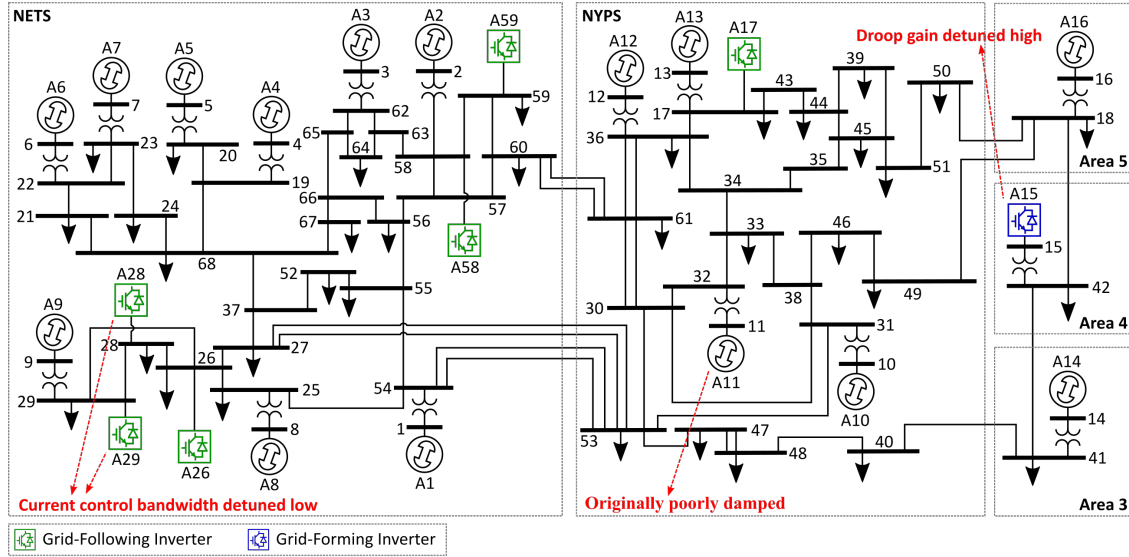 NETS
NYPS
A3
A2
A59
A13
A17
Droop gain detuned high
A16
A7
A5
A12
39
50
A6
A4
3
2
13
43
16
7
5
59
12
17
44
18
6
4
62
63
36
45
Area 5
23
20
65
64
58
60
35
51
A15
22
19
34
24
66
57
61
15
21
67
56
33
46
68
A58
32
42
A28
52
55
30
38
49
Area 4
A9
37
11
31
28
27
A11
10
A14
9
26
25
54
A10
29
8
1
53
47
40
14
A29
A26
A8
A1
48
41
Current control bandwidth detuned low
Originally poorly damped
Area 3
Grid-Following Inverter
Grid-Forming Inverter